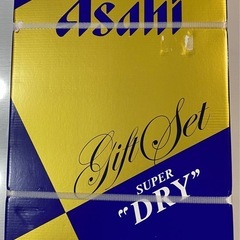 Asahi
Gift Set
SUPER
"DRY"